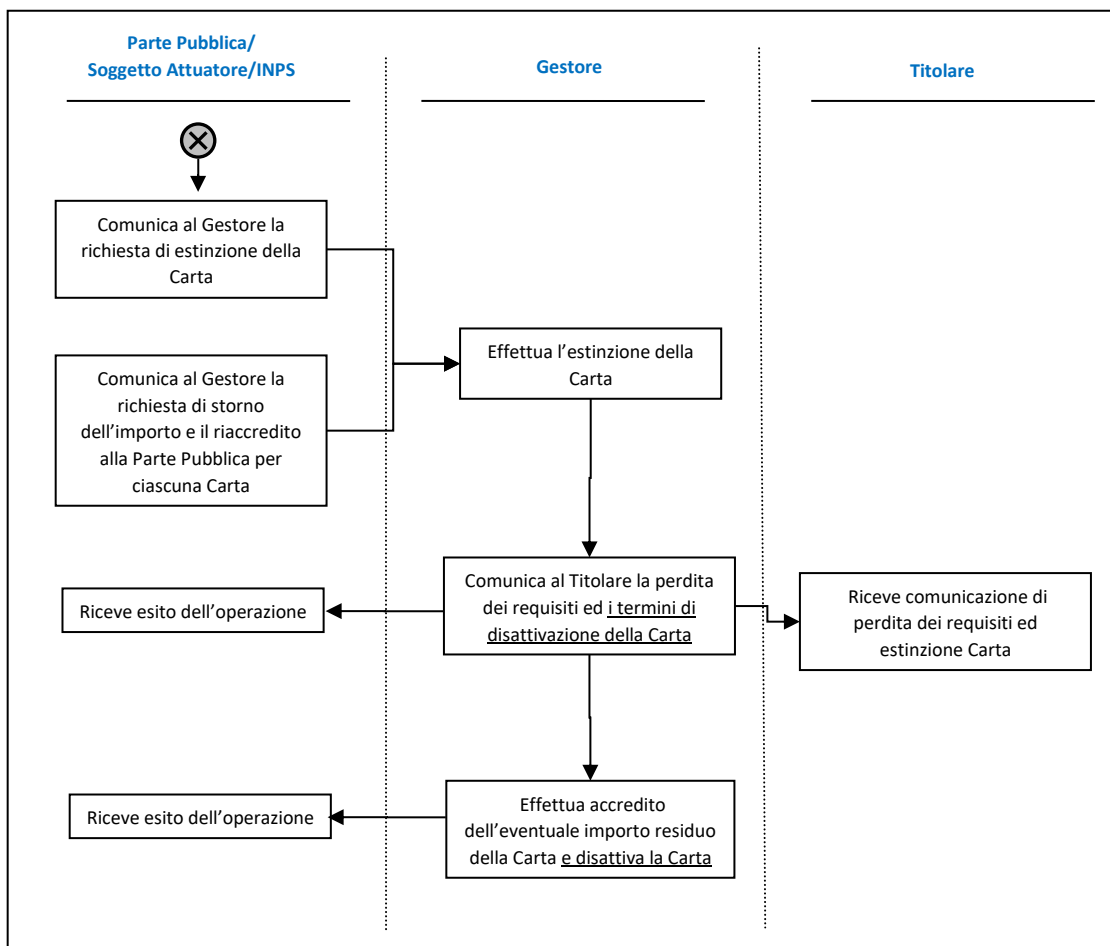 Parte Pubblica/
Soggetto Attuatore/INPS
Gestore
Titolare
Comunica al Gestore la
richiesta di estinzione della
Carta
Effettua l’estinzione della
Carta
Comunica al Gestore la
richiesta di storno
dell’importo e il riaccredito
alla Parte Pubblica per
ciascuna Carta
Riceve esito dell’operazione
Comunica al Titolare la perdita
dei requisiti ed i termini di
disattivazione della Carta
Riceve comunicazione di
perdita dei requisiti ed
estinzione Carta
Riceve esito dell’operazione
Effettua accredito
dell’eventuale importo residuo
della Carta e disattiva la Carta